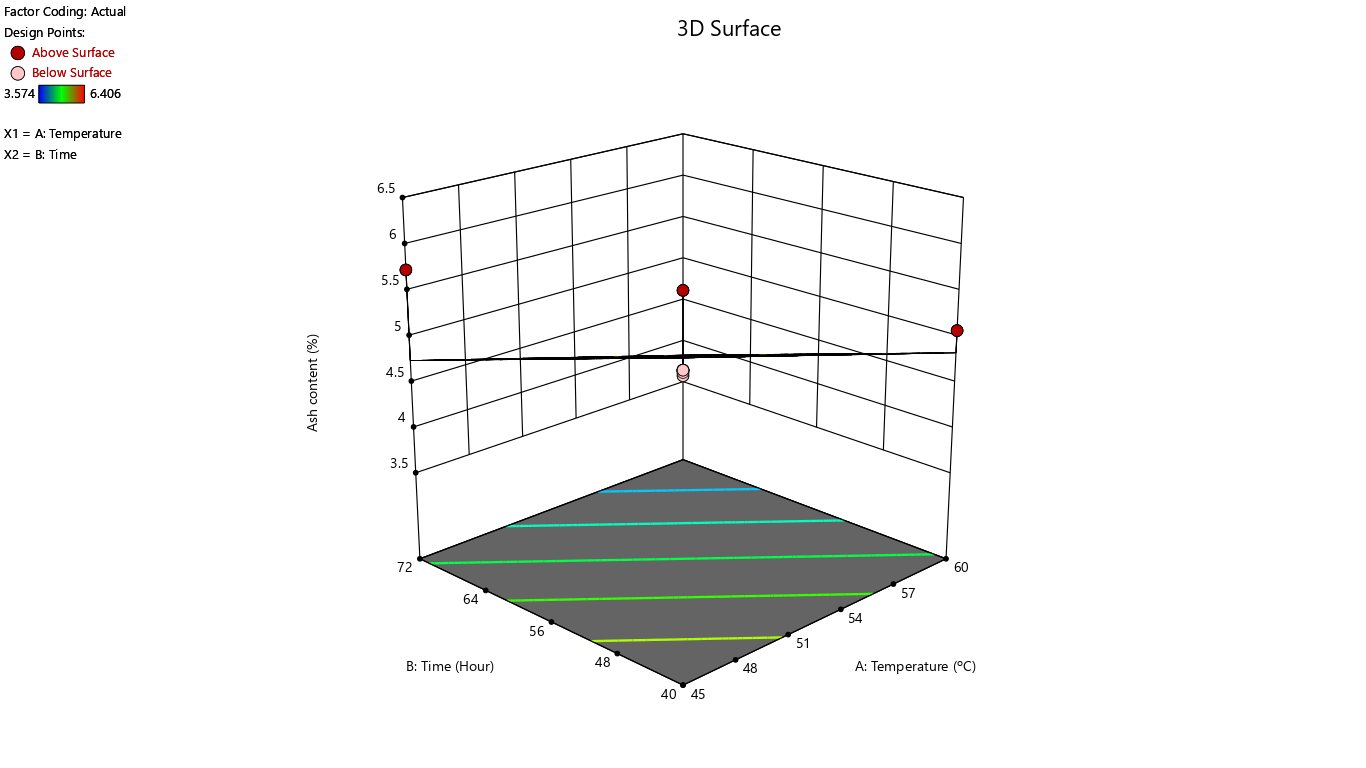 Factor Coding: Actual
3D Surface
Design Points:
Above Surface
Below Surface
3.574 6.406
X1 = A: Temperature
X2 = B: Time
6.5
6
5.5
5
4.5
4
3.5
Ash content (%)
72
64
56
48
40
B: Time (Hour)
45
48
51
54
57
60
A: Temperature (ºC)